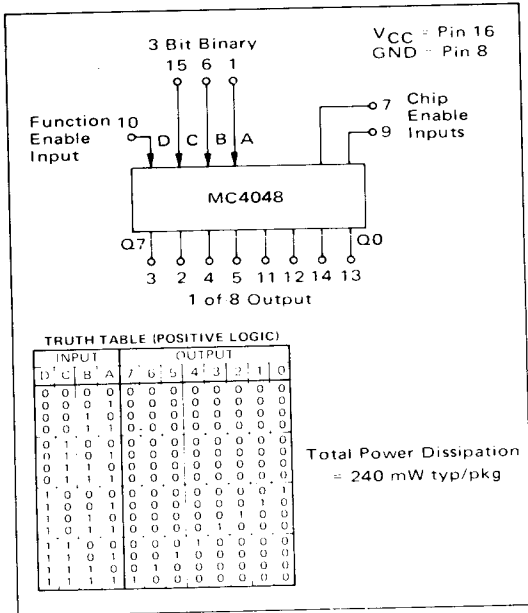 V_CC = Pin 16
GND = Pin 8
3 Bit Binary
15 6 1
Function 10
Enable
Input
D C B A
7 Chip
Enable
9 Inputs
MC4048
Q7 Q0
3 2 4 5 11 12 14 13
1 of 8 Output
TRUTH TABLE (POSITIVE LOGIC)
INPUT OUTPUT
D C B A 7 6 5 4 3 2 1 0
0 0 0 0 0 0 0 0 0 0 0 0
0 0 0 1 0 0 0 0 0 0 0 0
0 0 1 0 0 0 0 0 0 0 0 0
0 0 1 1 0 0 0 0 0 0 0 0
0 1 0 0 0 0 0 0 0 0 0 0
0 1 0 1 0 0 0 0 0 0 0 0
0 1 1 0 0 0 0 0 0 0 0 0
0 1 1 1 0 0 0 0 0 0 0 0
1 0 0 0 0 0 0 0 0 0 0 1
1 0 0 1 0 0 0 0 0 0 1 0
1 0 1 0 0 0 0 0 0 1 0 0
1 0 1 1 0 0 0 0 1 0 0 0
1 1 0 0 0 0 0 1 0 0 0 0
1 1 0 1 0 0 1 0 0 0 0 0
1 1 1 0 0 1 0 0 0 0 0 0
1 1 1 1 1 0 0 0 0 0 0 0
Total Power Dissipation
= 240 mW typ/pkg